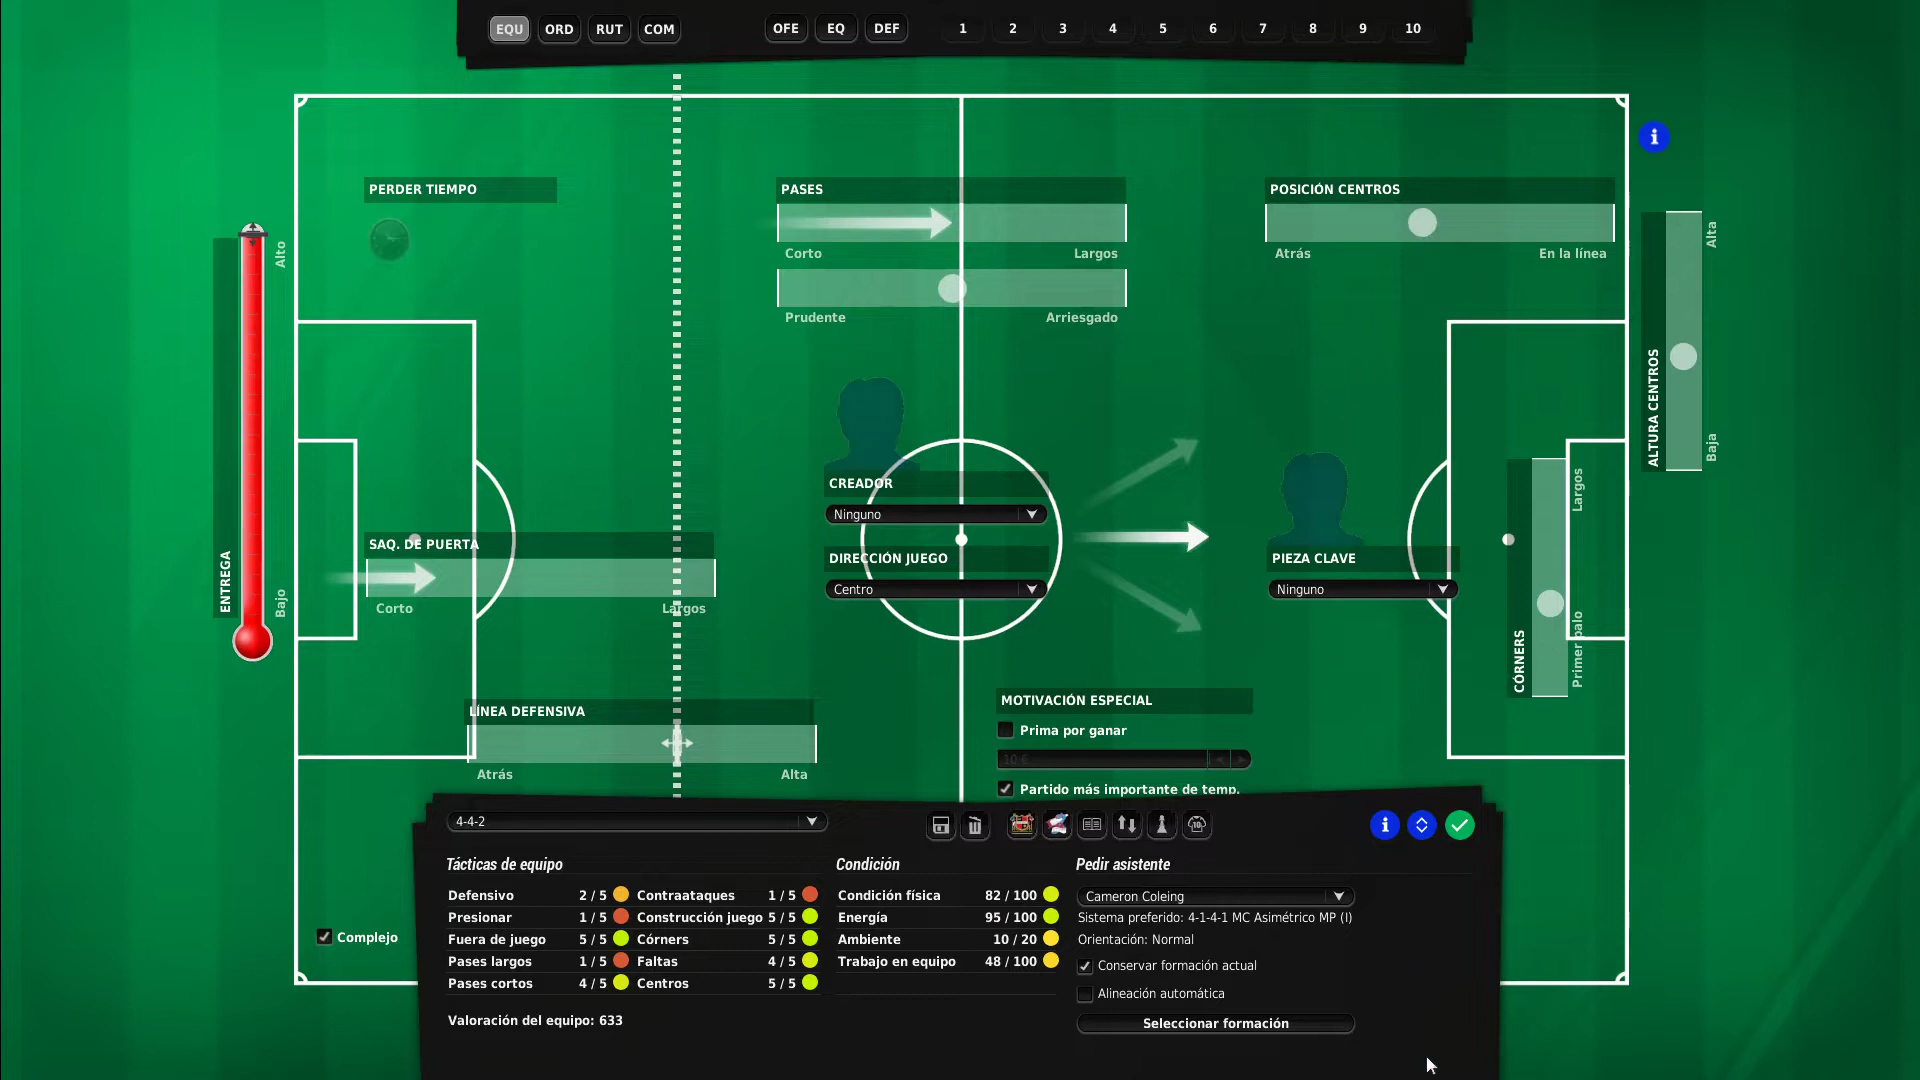 EQU ORD RUT COM OFE EQ DEF 1 2 3 4 5 6 7 8 9 10
PERDER TIEMPO
PASES
Corto Largos
Prudente Arriesgado
POSICIÓN CENTROS
Atrás En la línea
ENTREGA
Alto
Bajo
ALTURA CENTROS
Alta
Baja
CREADOR
Ninguno
DIRECCIÓN JUEGO
Centro
PIEZA CLAVE
Ninguno
SAQ. DE PUERTA
Corto Largos
CÓRNERS
Largos
Primer palo
LÍNEA DEFENSIVA
Atrás Alta
MOTIVACIÓN ESPECIAL
Prima por ganar
10 €
Partido más importante de temp.
Complejo
4-4-2
Tácticas de equipo
Defensivo 2 / 5 Contraataques 1 / 5
Presionar 1 / 5 Construcción juego 5 / 5
Fuera de juego 5 / 5 Córners 5 / 5
Pases largos 1 / 5 Faltas 4 / 5
Pases cortos 4 / 5 Centros 5 / 5
Valoración del equipo: 633
Condición
Condición física 82 / 100
Energía 95 / 100
Ambiente 10 / 20
Trabajo en equipo 48 / 100
Pedir asistente
Cameron Coleing
Sistema preferido: 4-1-4-1 MC Asimétrico MP (I)
Orientación: Normal
Conservar formación actual
Alineación automática
Seleccionar formación